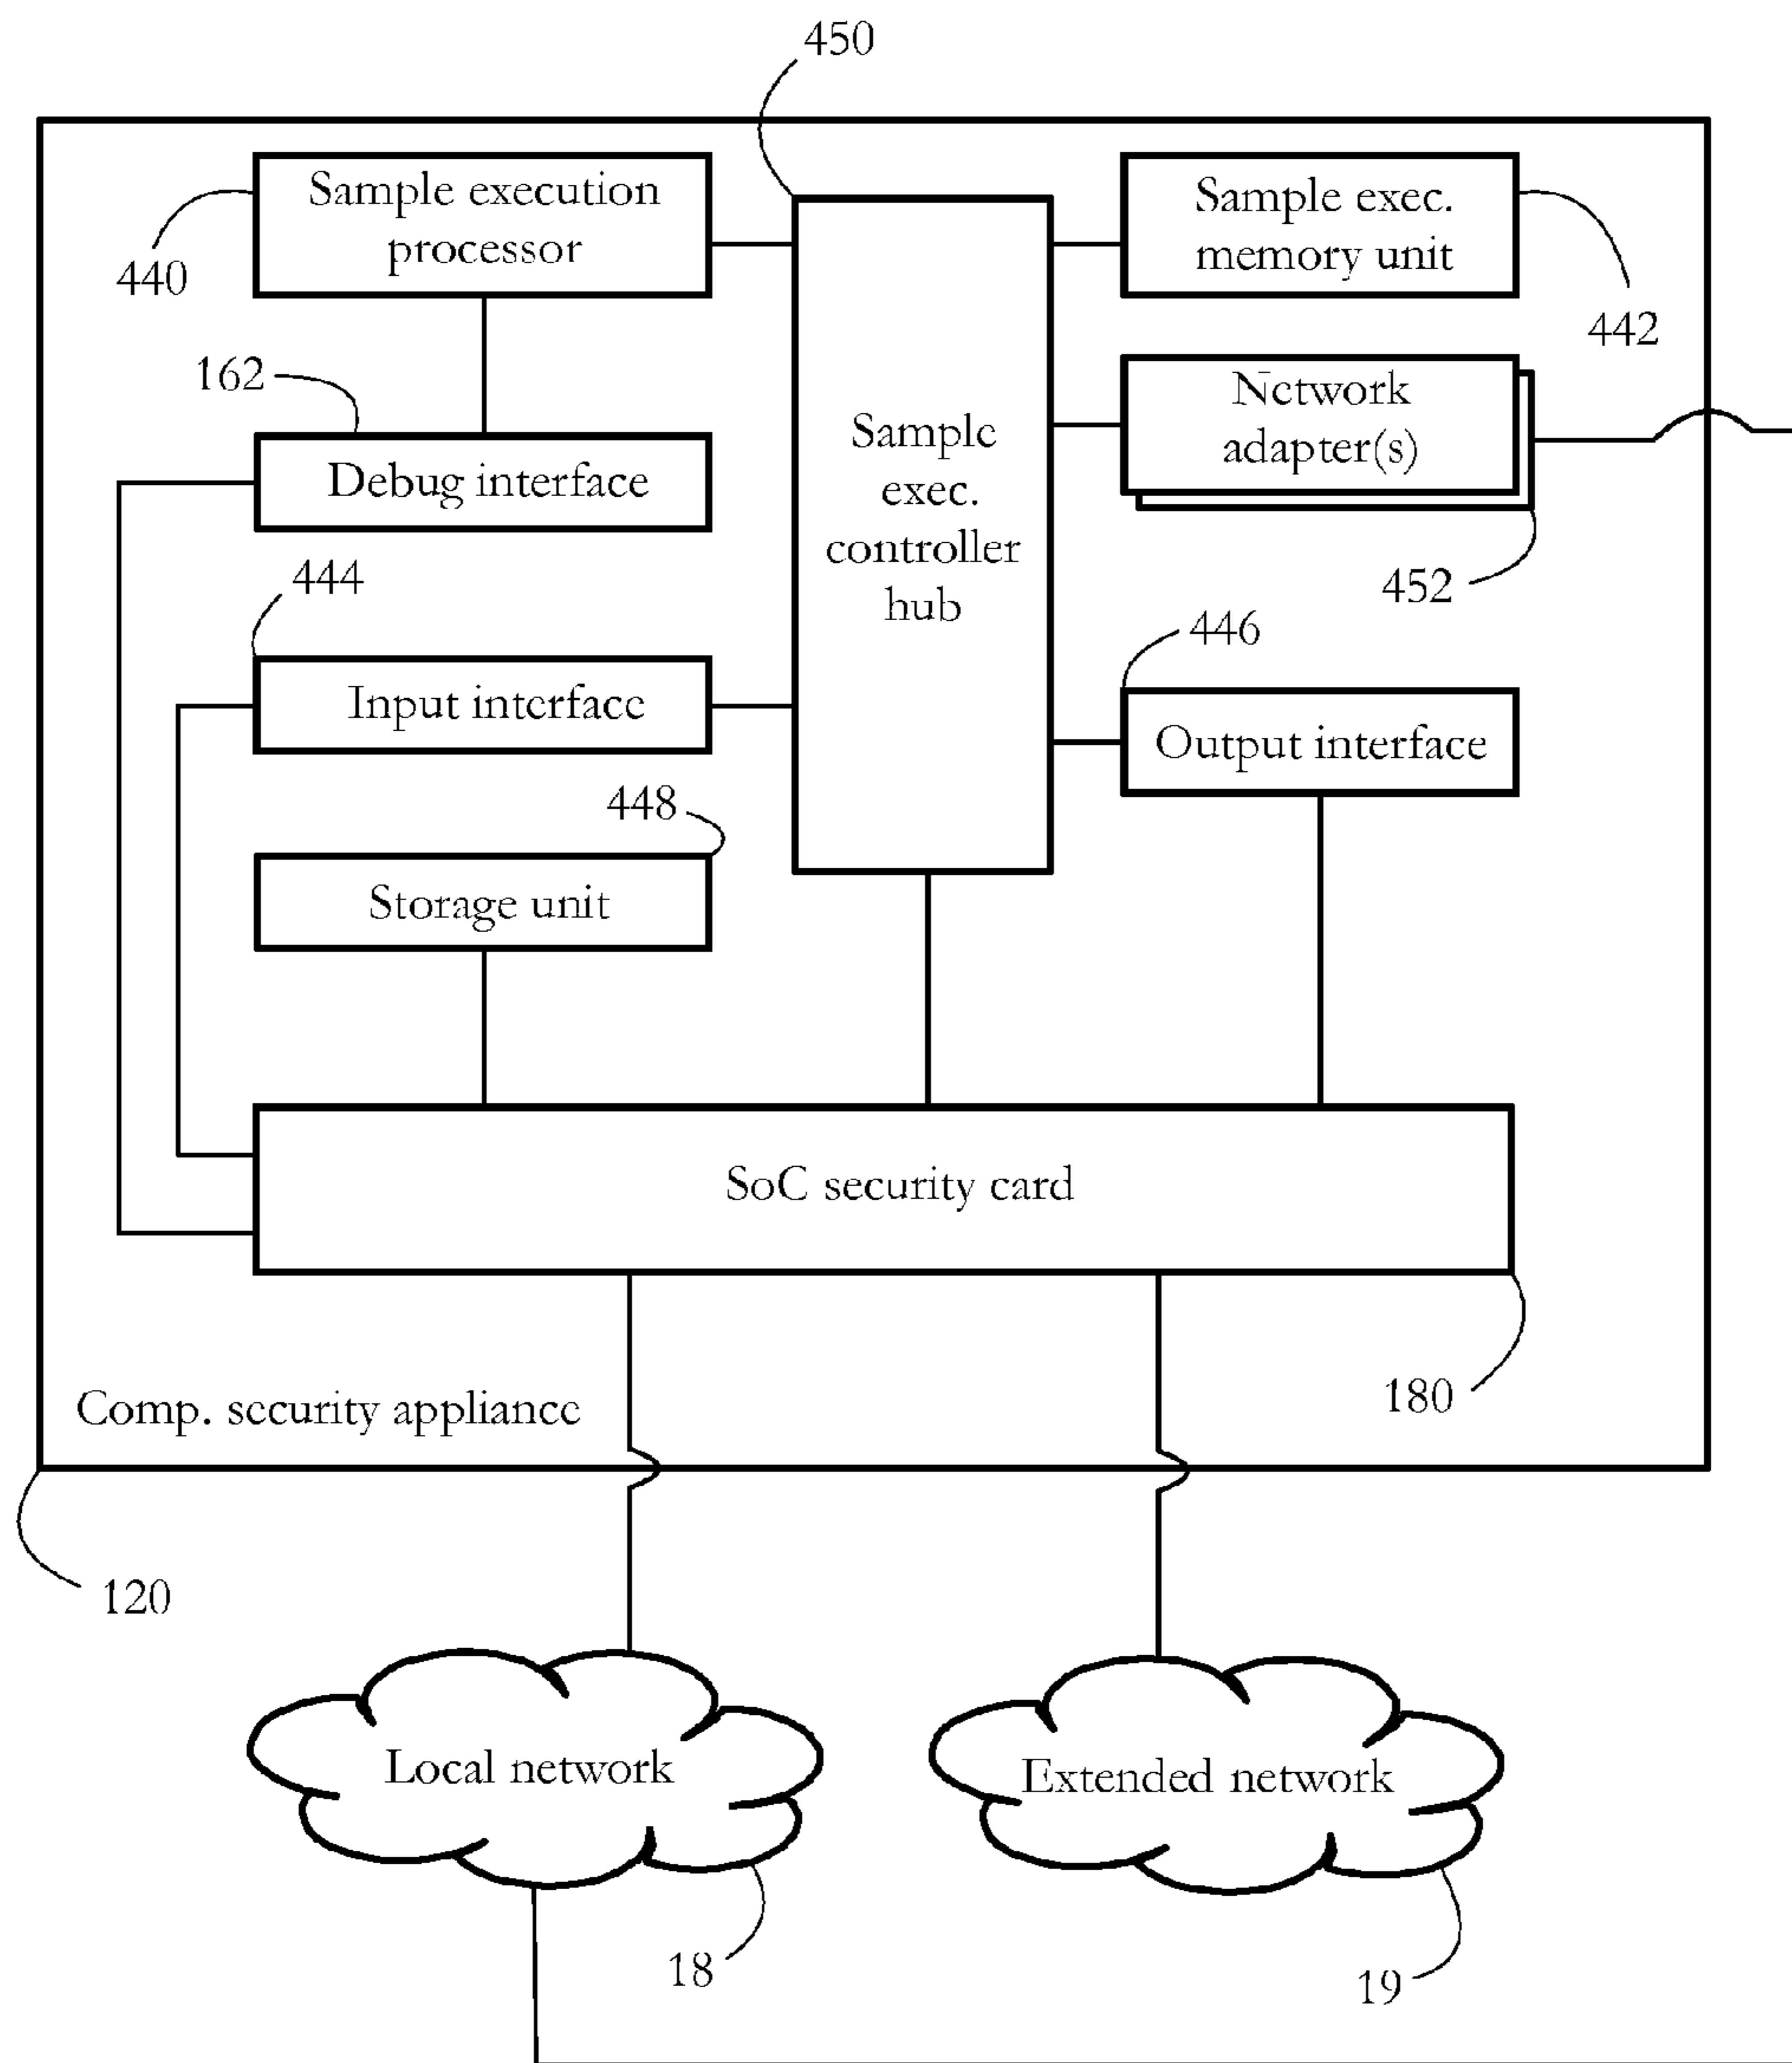 450
Sample execution
processor
440
Sample exec.
memory unit
442
162
Debug interface
Sample
exec.
controller
hub
Network
adapter(s)
452
444
Input interface
446
Output interface
448
Storage unit
SoC security card
180
Comp. security appliance
120
Local network
18
Extended network
19